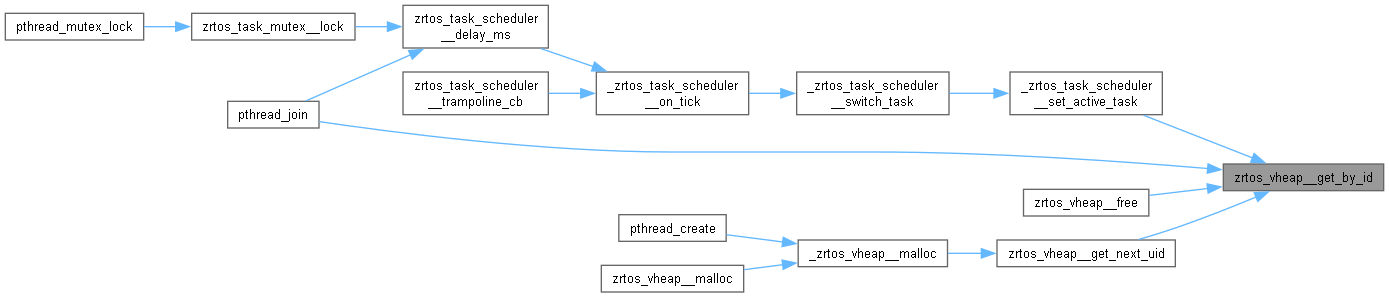 pthread_mutex_lock
zrtos_task_mutex__lock
zrtos_task_scheduler
__delay_ms
zrtos_task_scheduler
__trampoline_cb
_zrtos_task_scheduler
__on_tick
_zrtos_task_scheduler
__switch_task
_zrtos_task_scheduler
__set_active_task
pthread_join
zrtos_vheap__get_by_id
zrtos_vheap__free
pthread_create
_zrtos_vheap__malloc
zrtos_vheap__get_next_uid
zrtos_vheap__malloc